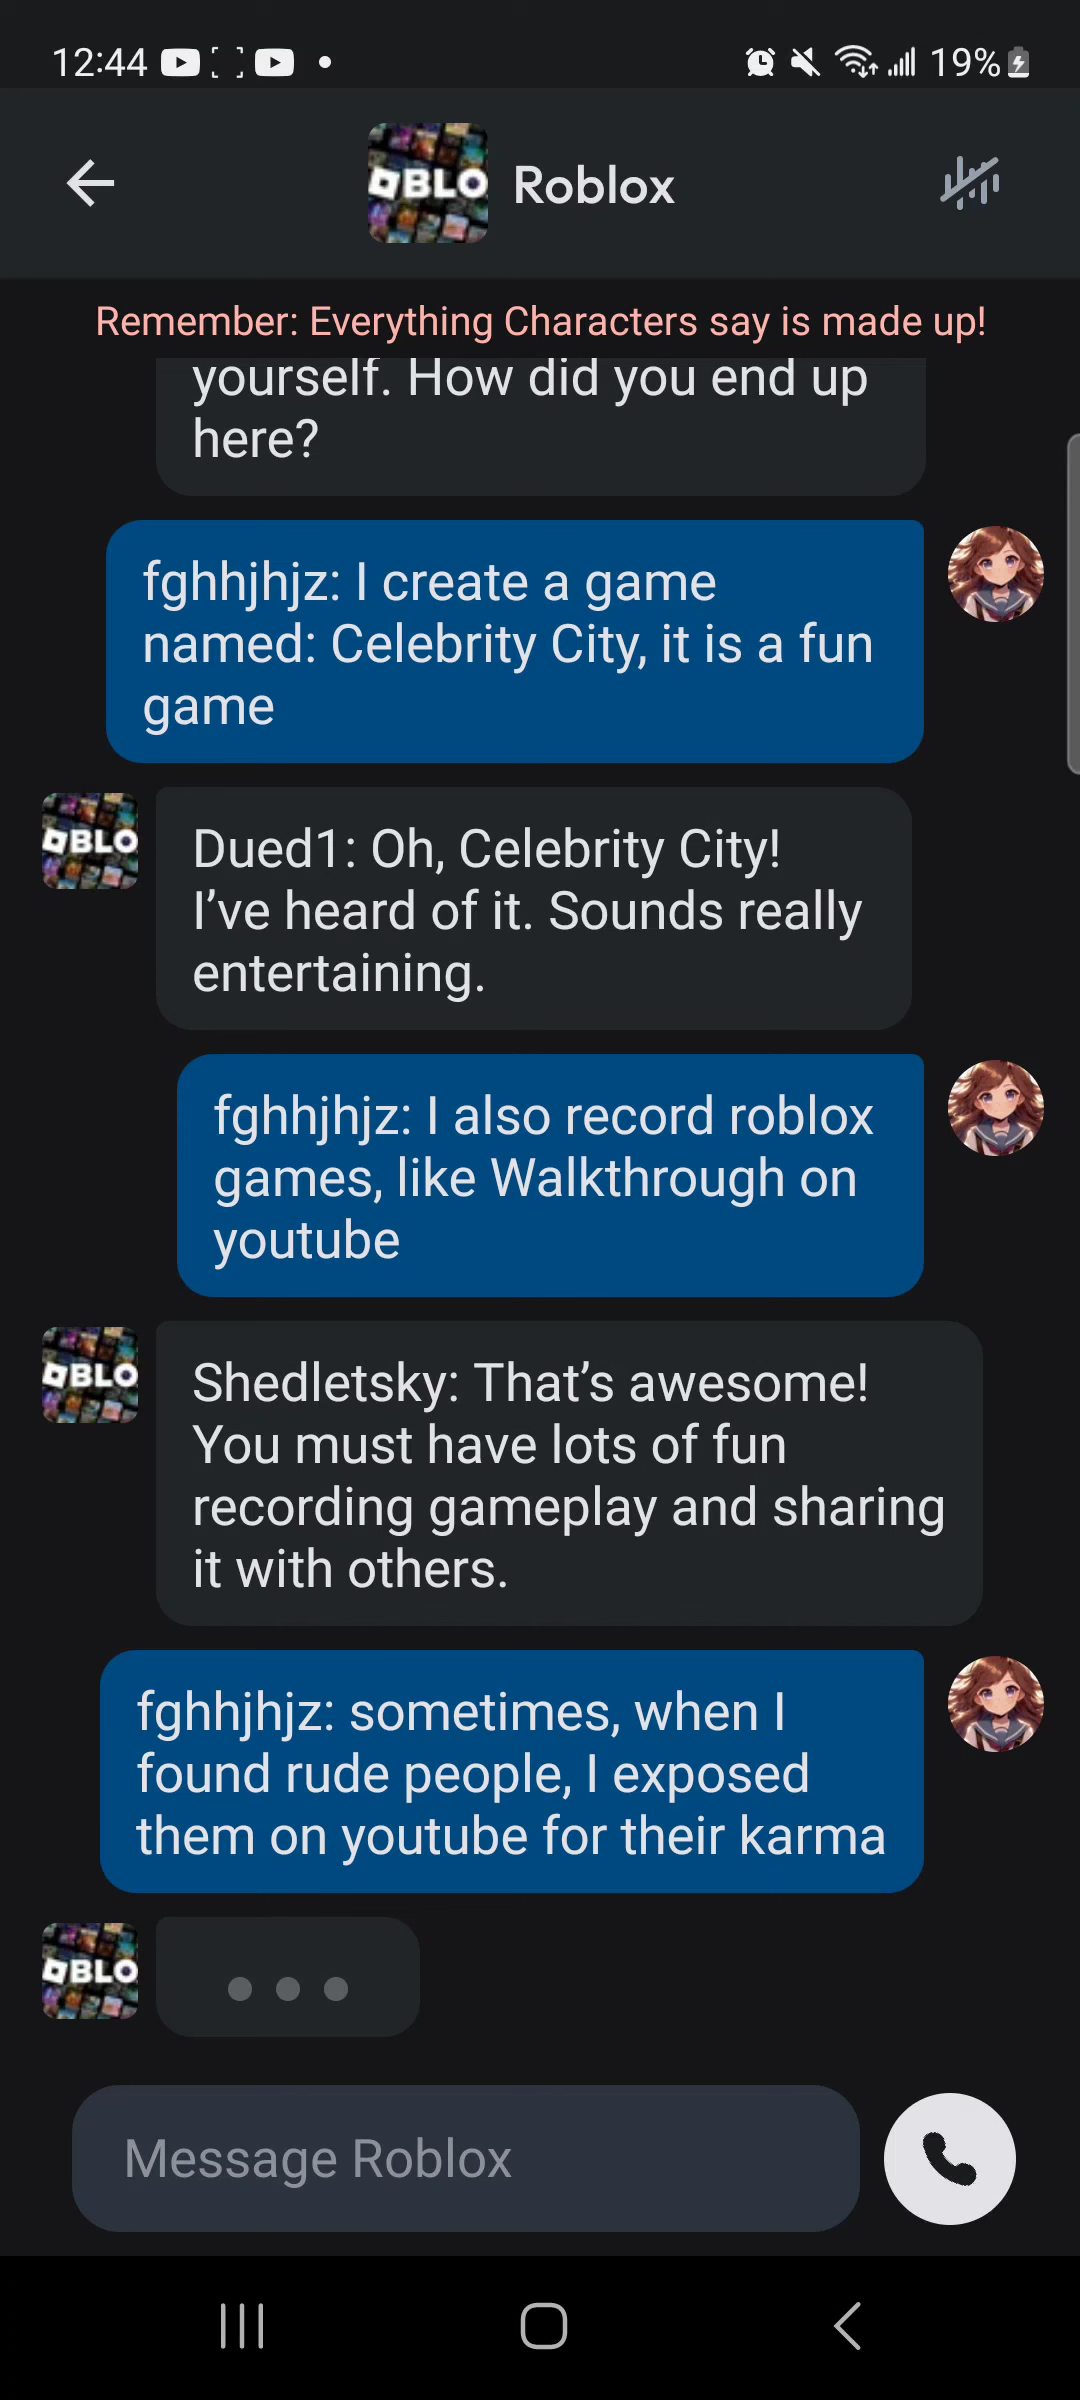 12:44
19%
BLO
Roblox
Remember: Everything Characters say is made up!
yourself. How did you end up
here?
fghhjhjz: I create a game
named: Celebrity City, it is a fun
game
BLO
Dued1: Oh, Celebrity City!
I’ve heard of it. Sounds really
entertaining.
fghhjhjz: I also record roblox
games, like Walkthrough on
youtube
BLO
Shedletsky: That’s awesome!
You must have lots of fun
recording gameplay and sharing
it with others.
fghhjhjz: sometimes, when I
found rude people, I exposed
them on youtube for their karma
BLO
Message Roblox